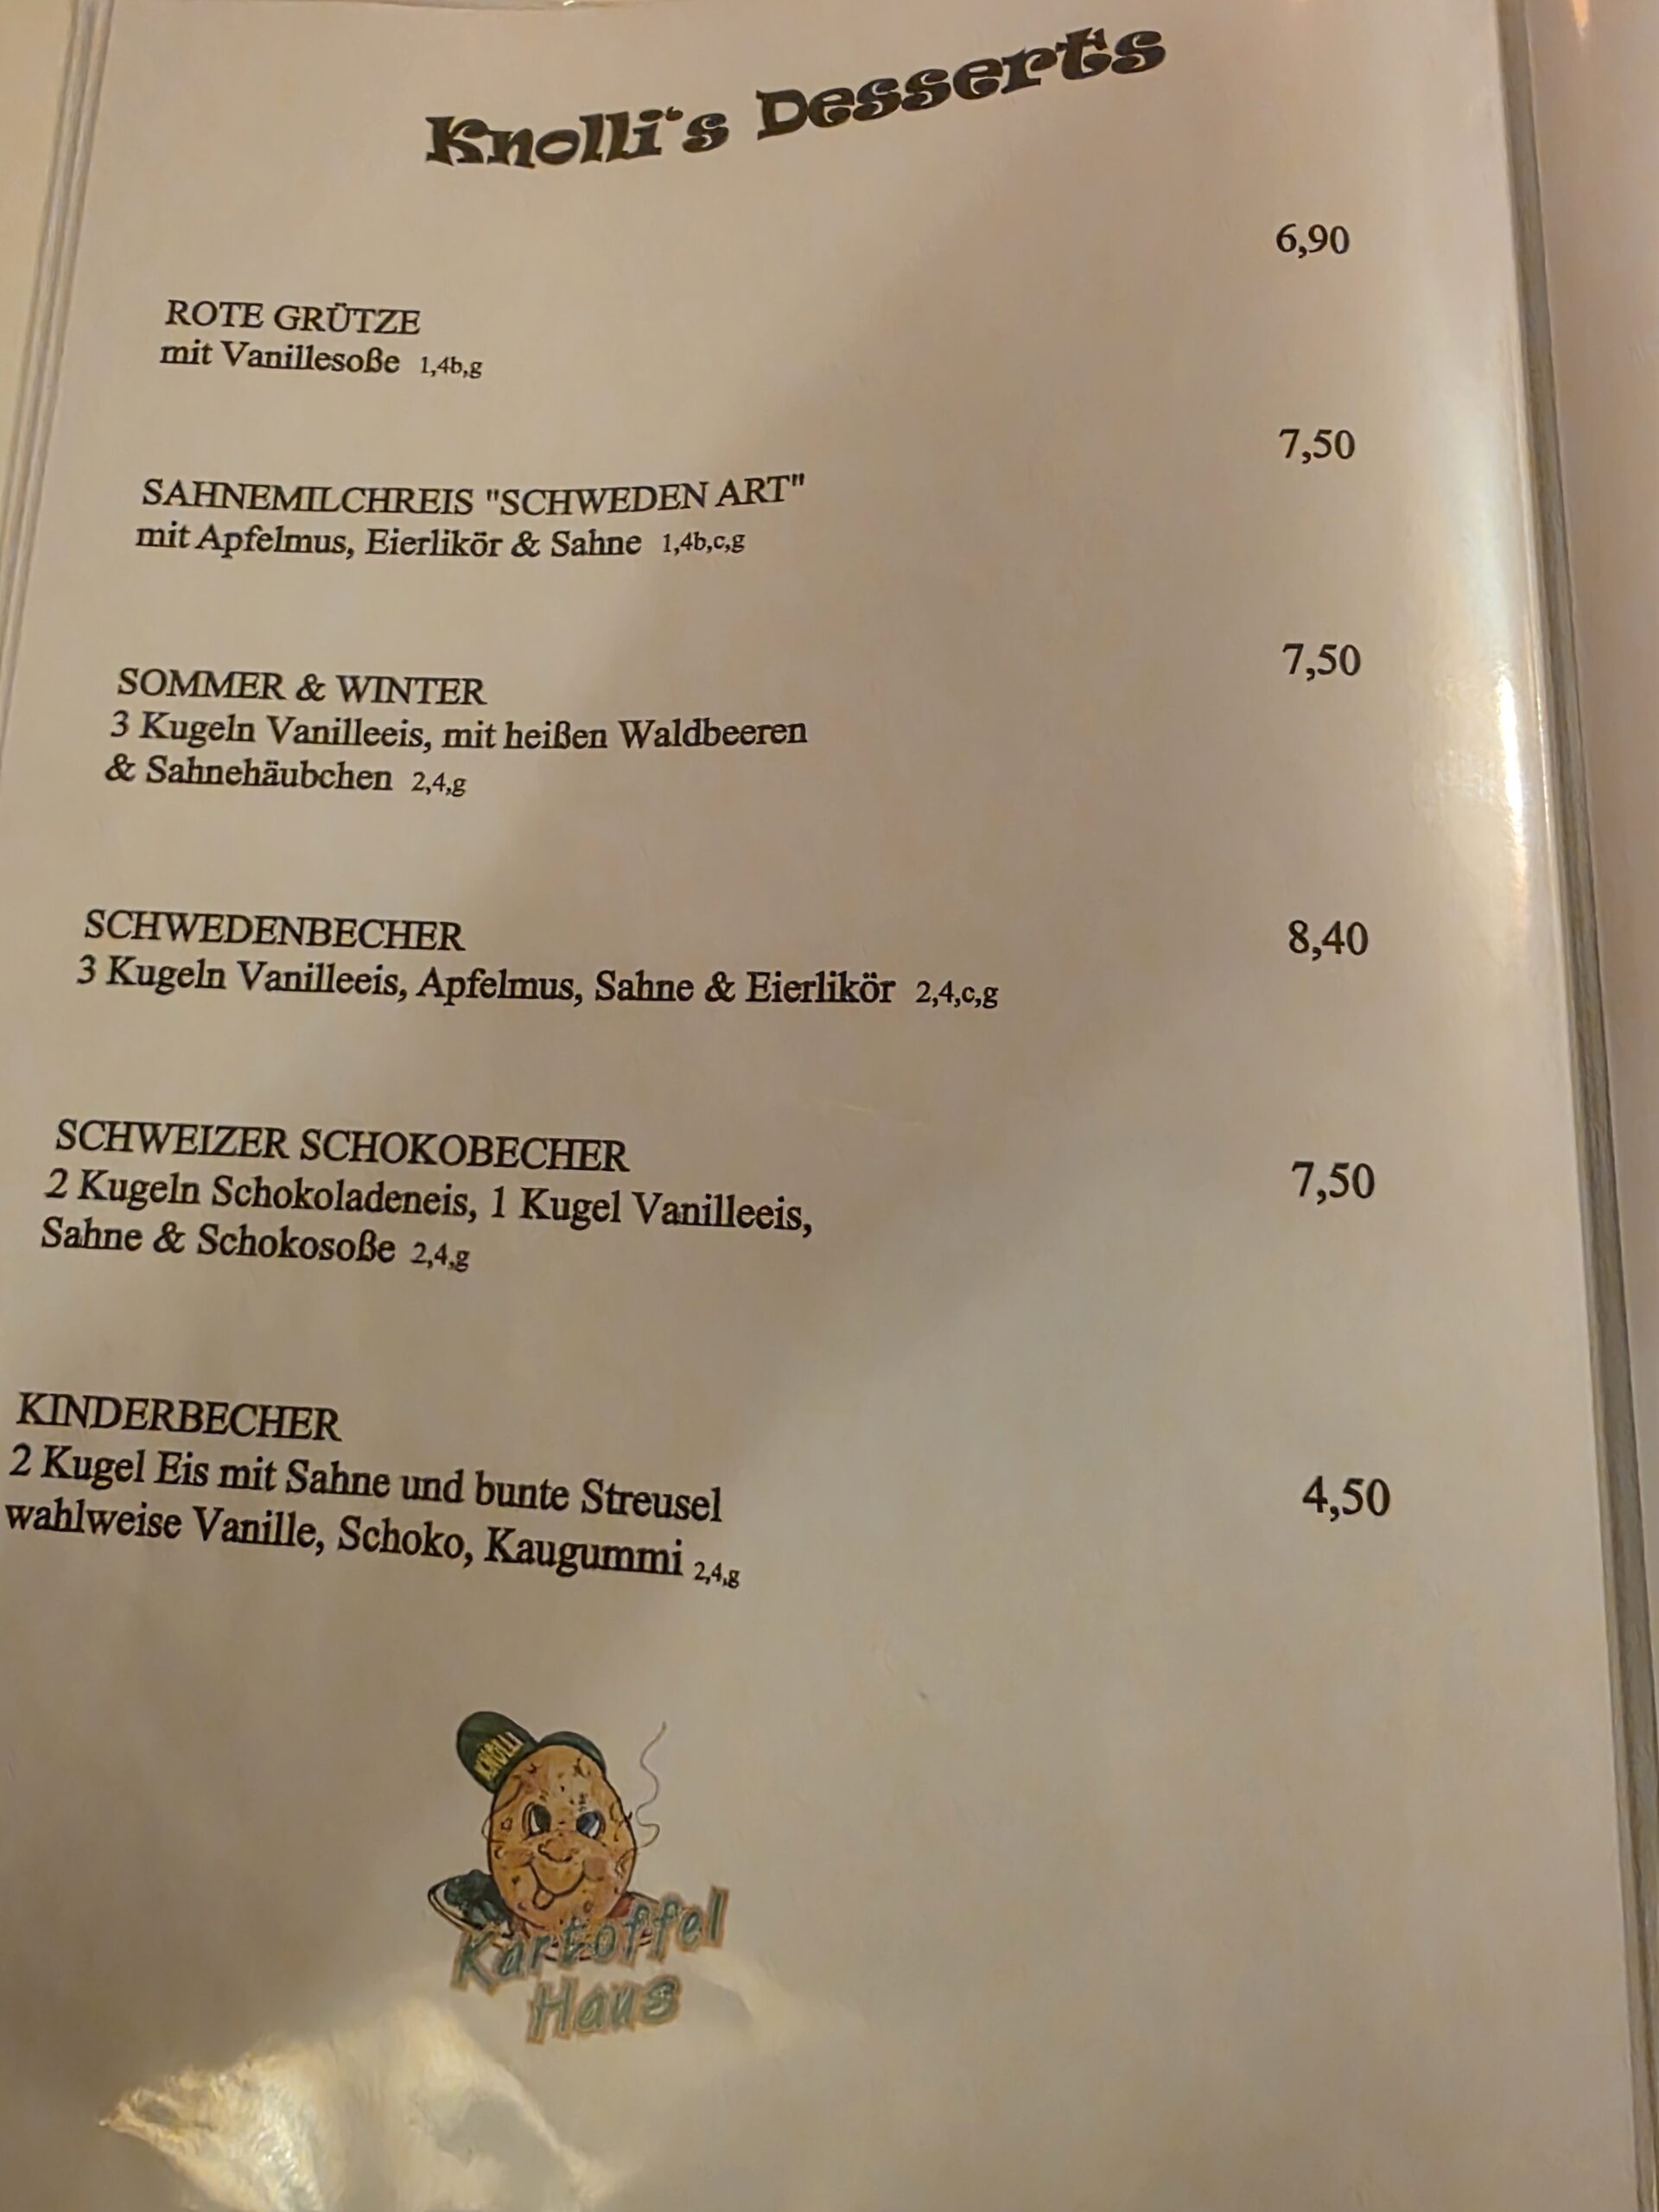 Knolli's Desserts
6,90
ROTE GRÜTZE
mit Vanillesoße 1,4b,g
7,50
SAHNEMILCHREIS "SCHWEDEN ART"
mit Apfelmus, Eierlikör & Sahne 1,4b,c,g
7,50
SOMMER & WINTER
3 Kugeln Vanilleeis, mit heißen Waldbeeren
& Sahnehäubchen 2,4,g
SCHWEDENBECHER 8,40
3 Kugeln Vanilleeis, Apfelmus, Sahne & Eierlikör 2,4,c,g
SCHWEIZER SCHOKOBECHER
2 Kugeln Schokoladeneis, 1 Kugel Vanilleeis, 7,50
Sahne & Schokosoße 2,4,g
KINDERBECHER
2 Kugel Eis mit Sahne und bunte Streusel 4,50
wahlweise Vanille, Schoko, Kaugummi 2,4,g
KNOLLI
Kartoffel
Haus